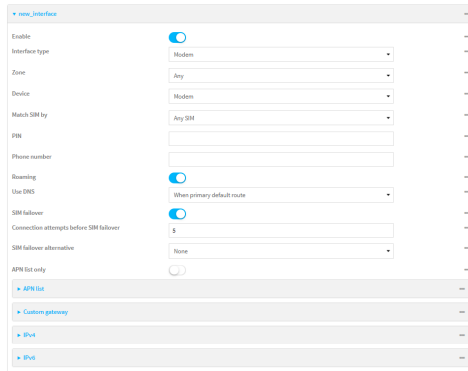 new_interface
Enable
Interface type Modem
Zone Any
Device Modem
Match SIM by Any SIM
PIN
Phone number
Roaming
Use DNS When primary default route
SIM failover
Connection attempts before SIM failover 5
SIM failover alternative None
APN list only
APN list
Custom gateway
IPv4
IPv6